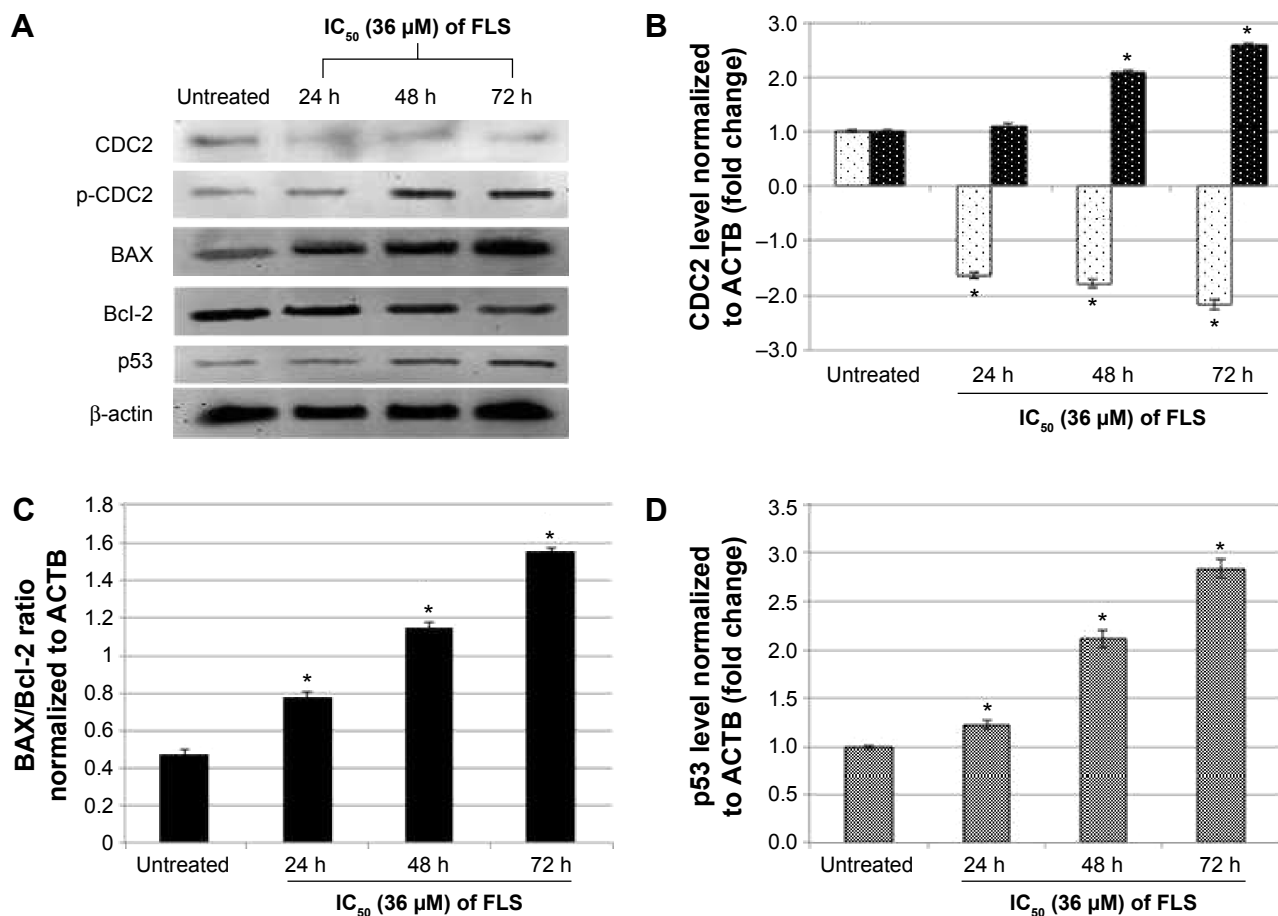 A
IC₅₀ (36 µM) of FLS
Untreated 24 h 48 h 72 h
CDC2
p-CDC2
BAX
Bcl-2
p53
β-actin
B
CDC2 level normalized
to ACTB (fold change)
3.0
2.0
1.0
0.0
–1.0
–2.0
–3.0
* * * * *
Untreated 24 h 48 h 72 h
IC₅₀ (36 µM) of FLS
C
BAX/Bcl-2 ratio
normalized to ACTB
1.8
1.6
1.4
1.2
1
0.8
0.6
0.4
0.2
0
* * *
Untreated 24 h 48 h 72 h
IC₅₀ (36 µM) of FLS
D
p53 level normalized
to ACTB (fold change)
3.5
3.0
2.5
2.0
1.5
1.0
0.5
0.0
* * *
Untreated 24 h 48 h 72 h
IC₅₀ (36 µM) of FLS